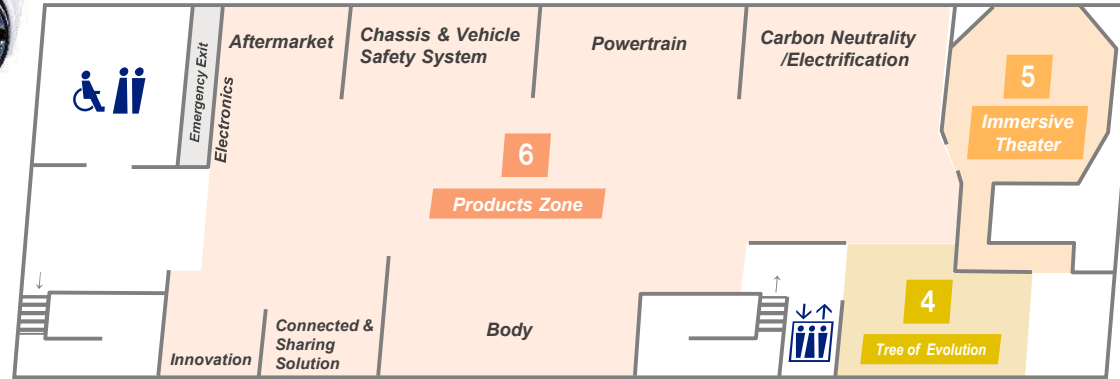 Emergency Exit
Electronics
Aftermarket
Chassis & Vehicle
Safety System
Powertrain
Carbon Neutrality
/Electrification
5
Immersive
Theater
6
Products Zone
4
Tree of Evolution
Innovation
Connected &
Sharing
Solution
Body